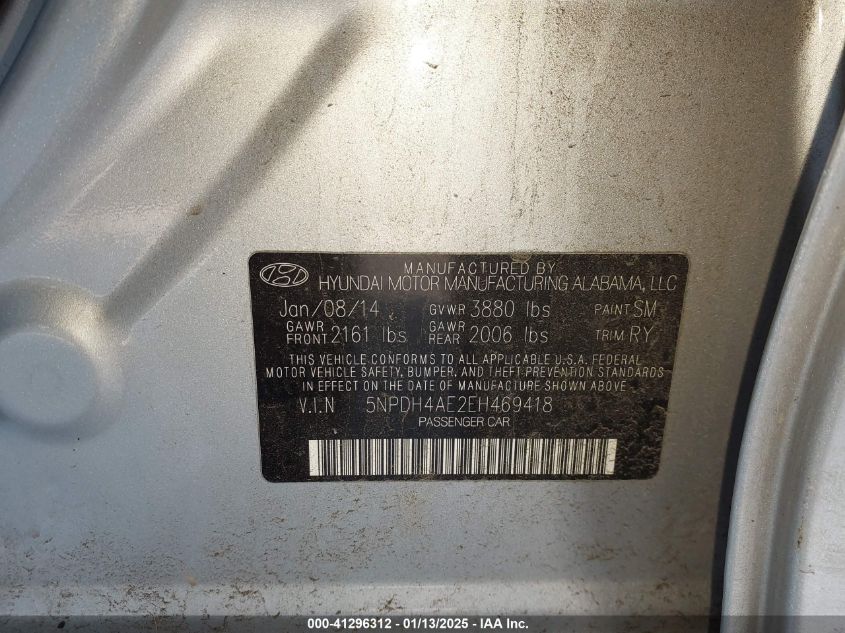 MANUFACTURED BY
HYUNDAI MOTOR MANUFACTURING ALABAMA, LLC
Jan/08/14 GVWR 3880 lbs PAINT SM
GAWR FRONT 2161 lbs GAWR REAR 2006 lbs TRIM RY
THIS VEHICLE CONFORMS TO ALL APPLICABLE U.S.A. FEDERAL
MOTOR VEHICLE SAFETY, BUMPER, AND THEFT PREVENTION STANDARDS
IN EFFECT ON THE DATE OF MANUFACTURE SHOWN ABOVE
V.I.N 5NPDH4AE2EH469418
PASSENGER CAR
000-41296312 - 01/13/2025 - IAA Inc.